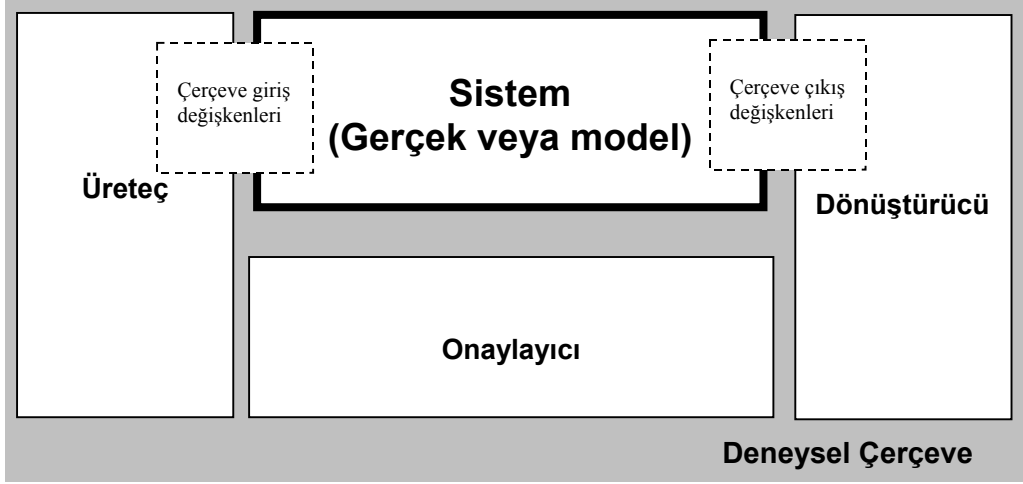 Çerçeve giriş
değişkenleri
Sistem
(Gerçek veya model)
Çerçeve çıkış
değişkenleri
Üreteç
Dönüştürücü
Onaylayıcı
Deneysel Çerçeve